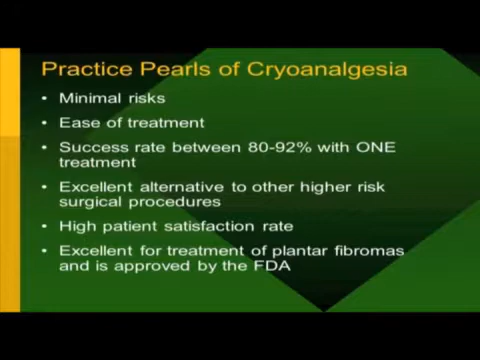 Practice Pearls of Cryoanalgesia
• Minimal risks
• Ease of treatment
• Success rate between 80-92% with ONE
treatment
• Excellent alternative to other higher risk
surgical procedures
• High patient satisfaction rate
• Excellent for treatment of plantar fibromas
and is approved by the FDA